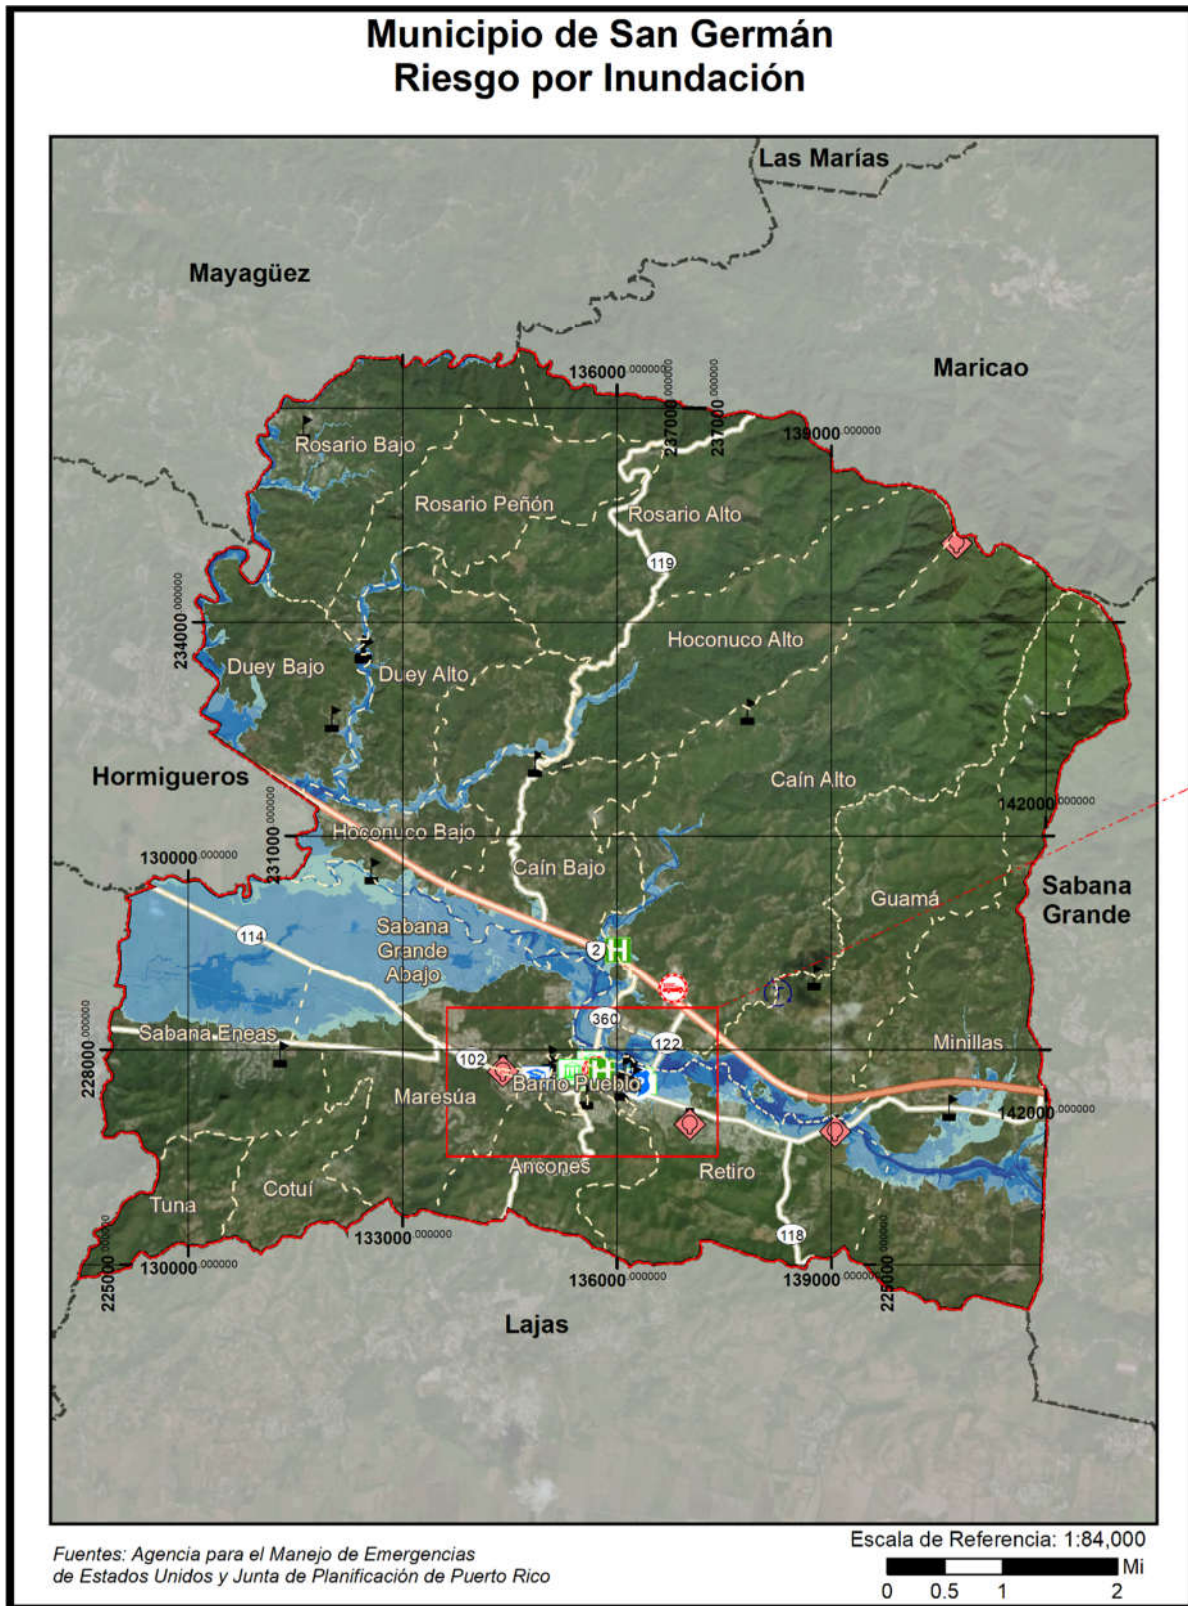 Municipio de San Germán
Riesgo por Inundación
Las Marías
Mayagüez
Maricao
136000.000000
237000.000000
237000.000000
139000.000000
Rosario Bajo
Rosario Peñón
Rosario Alto
119
234000.000000
Hoconuco Alto
Duey Bajo
Duey Alto
Hormigueros
Caín Alto
142000.000000
231000.000000
Hoconuco Bajo
130000.000000
Caín Bajo
Sabana
Grande
Guamá
Sabana
Grande
Abajo
114
2
H
360
Sabana Eneas
122
Minillas
228000.000000
102
H
Barrio Pueblo
Maresúa
142000.000000
Ancones
Retiro
Cotuí
Tuna
118
133000.000000
130000.000000
225000.000000
136000.000000
139000.000000
225000.000000
Lajas
Fuentes: Agencia para el Manejo de Emergencias
de Estados Unidos y Junta de Planificación de Puerto Rico
Escala de Referencia: 1:84,000
Mi
0 0.5 1 2